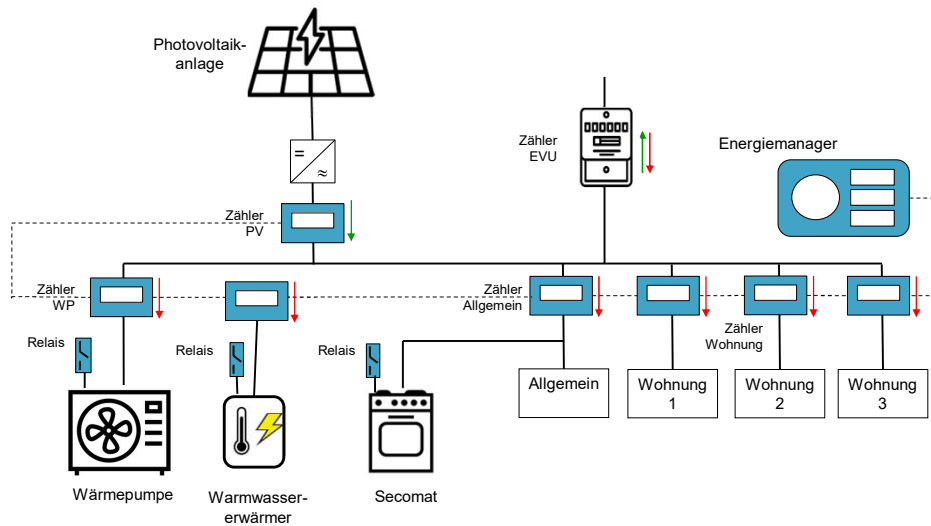 Photovoltaik-
anlage
Zähler
EVU
Energiemanager
=
≈
Zähler
PV
Zähler
WP
Zähler
Allgemein
Zähler
Wohnung
Relais
Relais
Relais
Allgemein
Wohnung
1
Wohnung
2
Wohnung
3
Wärmepumpe
Warmwasser-
erwärmer
Secomat